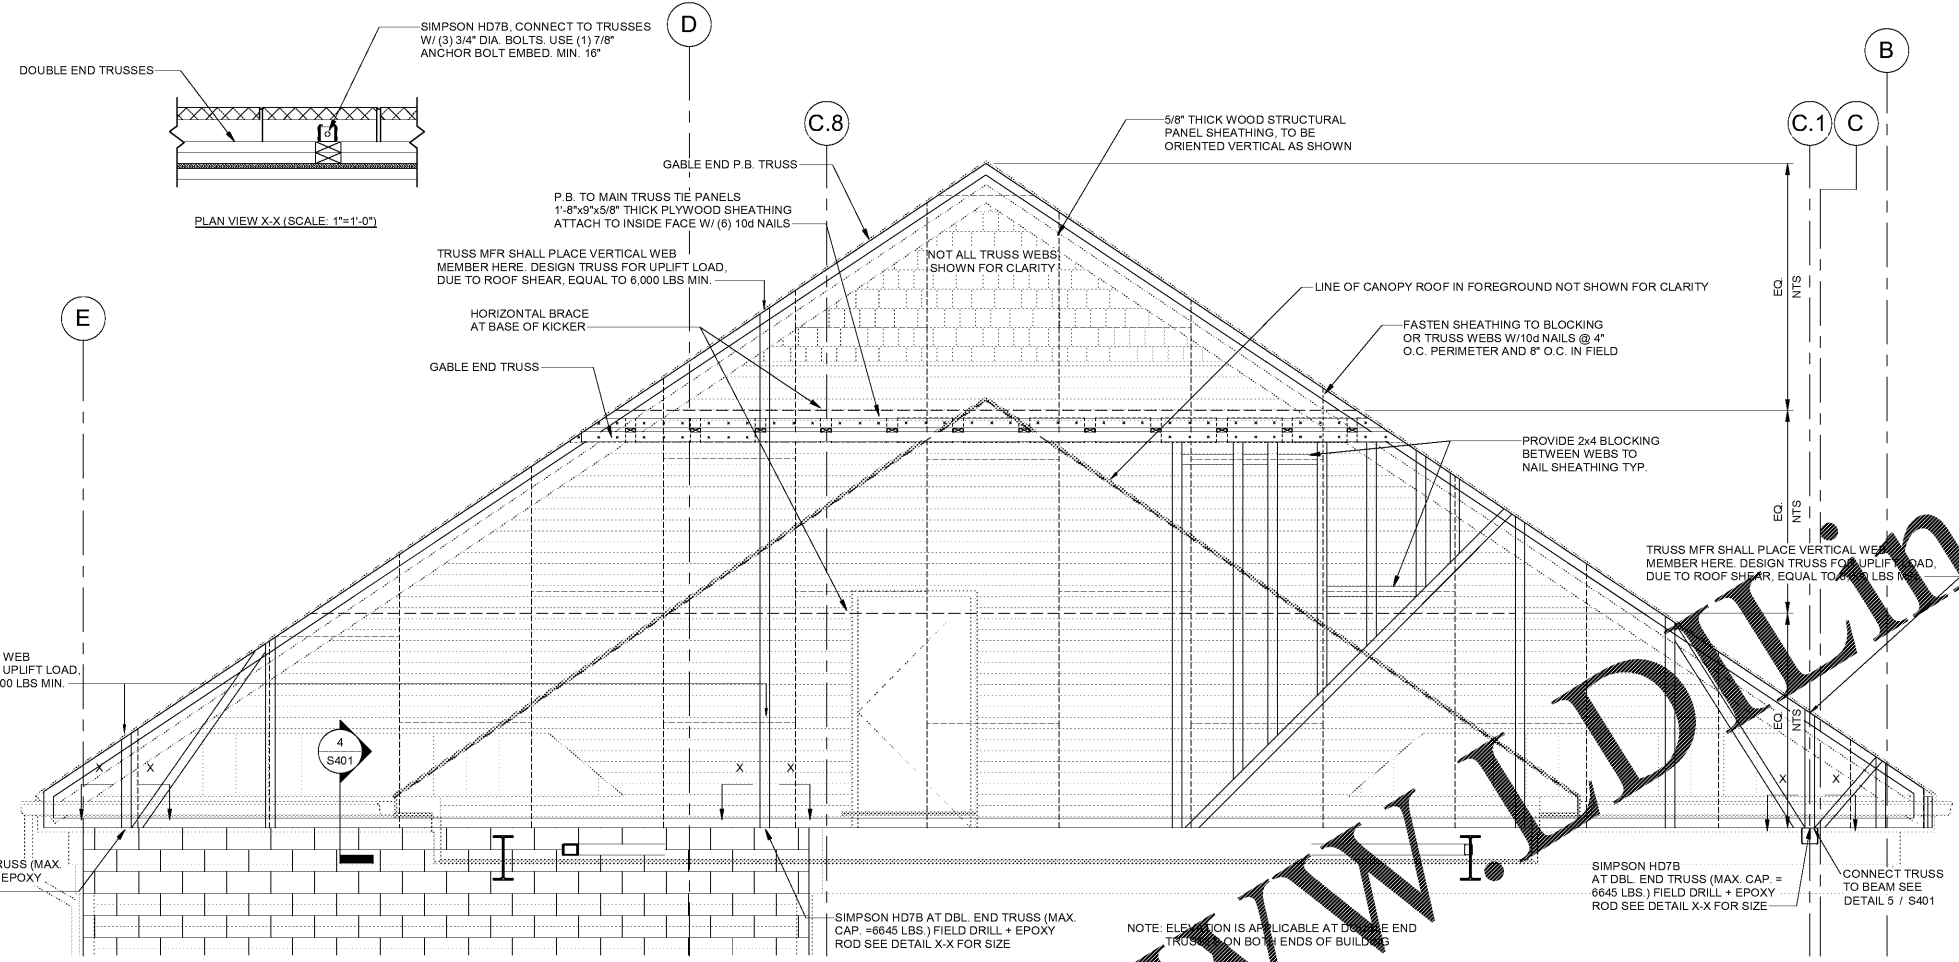 SIMPSON HD7B, CONNECT TO TRUSSES
W/ (3) 3/4" DIA. BOLTS. USE (1) 7/8"
ANCHOR BOLT EMBED. MIN. 16"
DOUBLE END TRUSSES
PLAN VIEW X-X (SCALE: 1"=1'-0")
D
B
C.8
C.1
C
E
5/8" THICK WOOD STRUCTURAL
PANEL SHEATHING, TO BE
ORIENTED VERTICAL AS SHOWN
GABLE END P.B. TRUSS
P.B. TO MAIN TRUSS TIE PANELS
1'-8"x9"x5/8" THICK PLYWOOD SHEATHING
ATTACH TO INSIDE FACE W/ (6) 10d NAILS
TRUSS MFR SHALL PLACE VERTICAL WEB
MEMBER HERE. DESIGN TRUSS FOR UPLIFT LOAD,
DUE TO ROOF SHEAR, EQUAL TO 6,000 LBS MIN.
NOT ALL TRUSS WEBS
SHOWN FOR CLARITY
EQ.
NTS
LINE OF CANOPY ROOF IN FOREGROUND NOT SHOWN FOR CLARITY
HORIZONTAL BRACE
AT BASE OF KICKER
FASTEN SHEATHING TO BLOCKING
OR TRUSS WEBS W/10d NAILS @ 4"
O.C. PERIMETER AND 8" O.C. IN FIELD
GABLE END TRUSS
PROVIDE 2x4 BLOCKING
BETWEEN WEBS TO
NAIL SHEATHING TYP.
EQ.
NTS
TRUSS MFR SHALL PLACE VERTICAL WEB
MEMBER HERE. DESIGN TRUSS FOR UPLIFT LOAD,
DUE TO ROOF SHEAR, EQUAL TO LBS
WEB
UPLIFT LOAD,
00 LBS MIN.
EQ.
NTS
4
S401
X X
X X
X X
RUSS (MAX.
EPOXY
SIMPSON HD7B AT DBL. END TRUSS (MAX.
CAP. =6645 LBS.) FIELD DRILL + EPOXY
ROD SEE DETAIL X-X FOR SIZE
NOTE: ELEVATION IS APPLICABLE AT DOUBLE END
TRUSSES ON BOTH ENDS OF BUILDING
SIMPSON HD7B
AT DBL. END TRUSS (MAX. CAP. =
6645 LBS.) FIELD DRILL + EPOXY
ROD SEE DETAIL X-X FOR SIZE
CONNECT TRUSS
TO BEAM SEE
DETAIL 5 / S401
WW.LDILin